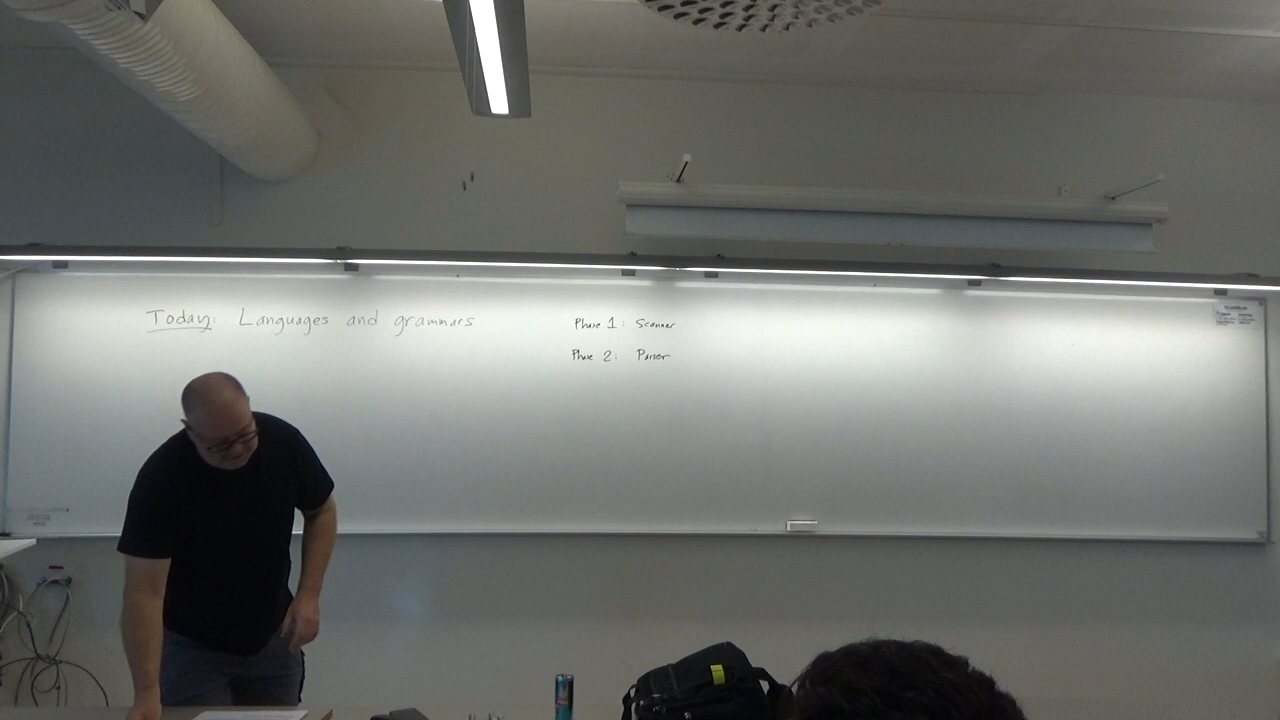 Today: Languages and grammars
Phase 1: Scanner
Phase 2: Parser